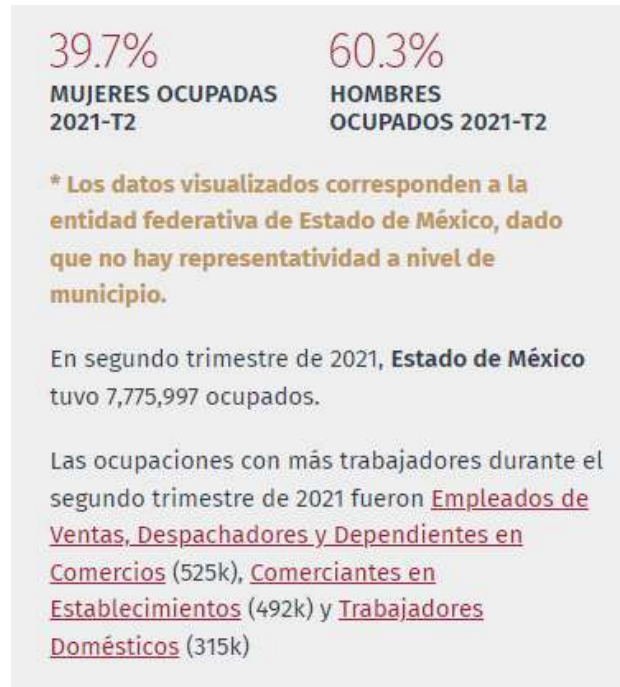 39.7%
MUJERES OCUPADAS
2021-T2
60.3%
HOMBRES
OCUPADOS 2021-T2
* Los datos visualizados corresponden a la
entidad federativa de Estado de México, dado
que no hay representatividad a nivel de
municipio.
En segundo trimestre de 2021, Estado de México
tuvo 7,775,997 ocupados.
Las ocupaciones con más trabajadores durante el
segundo trimestre de 2021 fueron Empleados de
Ventas, Despachadores y Dependientes en
Comercios (525k), Comerciantes en
Establecimientos (492k) y Trabajadores
Domésticos (315k)